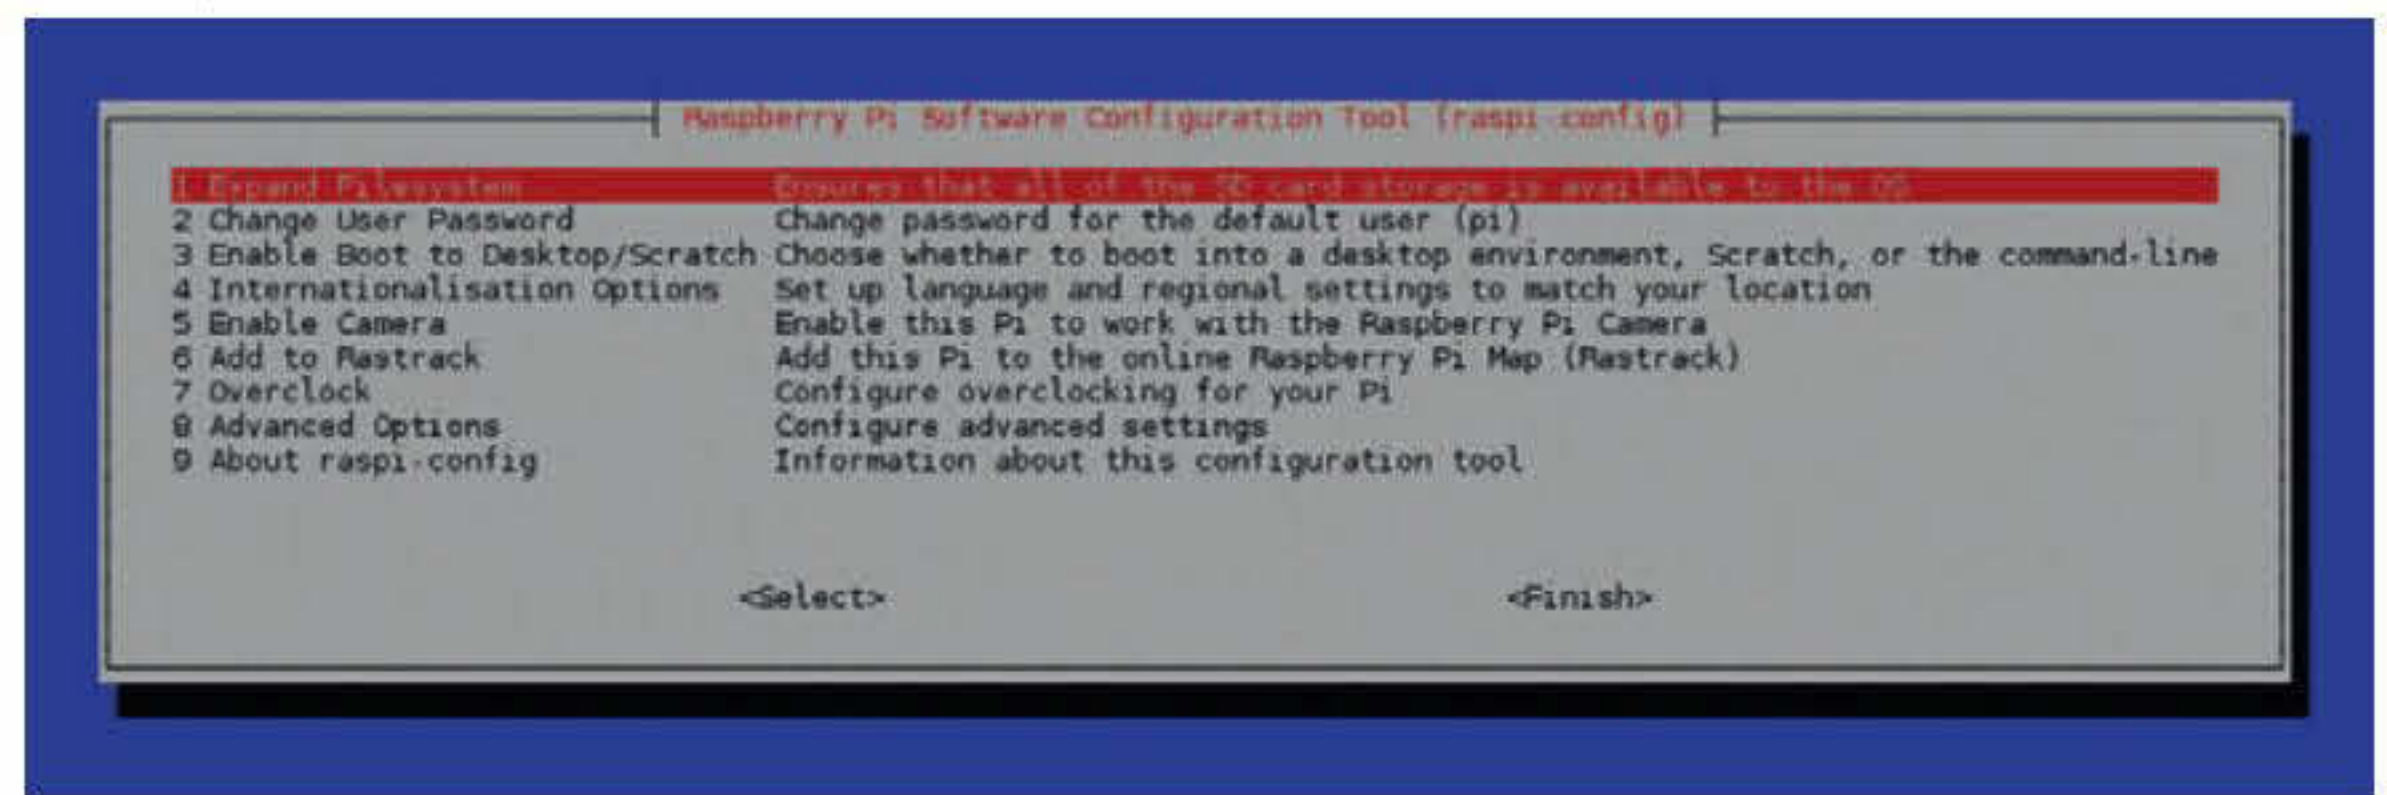 Raspberry Pi Software Configuration Tool (raspi-config)
1 Expand Filesystem Ensures that all of the SD card storage is available to the OS
2 Change User Password Change password for the default user (pi)
3 Enable Boot to Desktop/Scratch Choose whether to boot into a desktop environment, Scratch, or the command-line
4 Internationalisation Options Set up language and regional settings to match your location
5 Enable Camera Enable this Pi to work with the Raspberry Pi Camera
6 Add to Rastrack Add this Pi to the online Raspberry Pi Map (Rastrack)
7 Overclock Configure overclocking for your Pi
8 Advanced Options Configure advanced settings
9 About raspi-config Information about this configuration tool
<Select> <Finish>